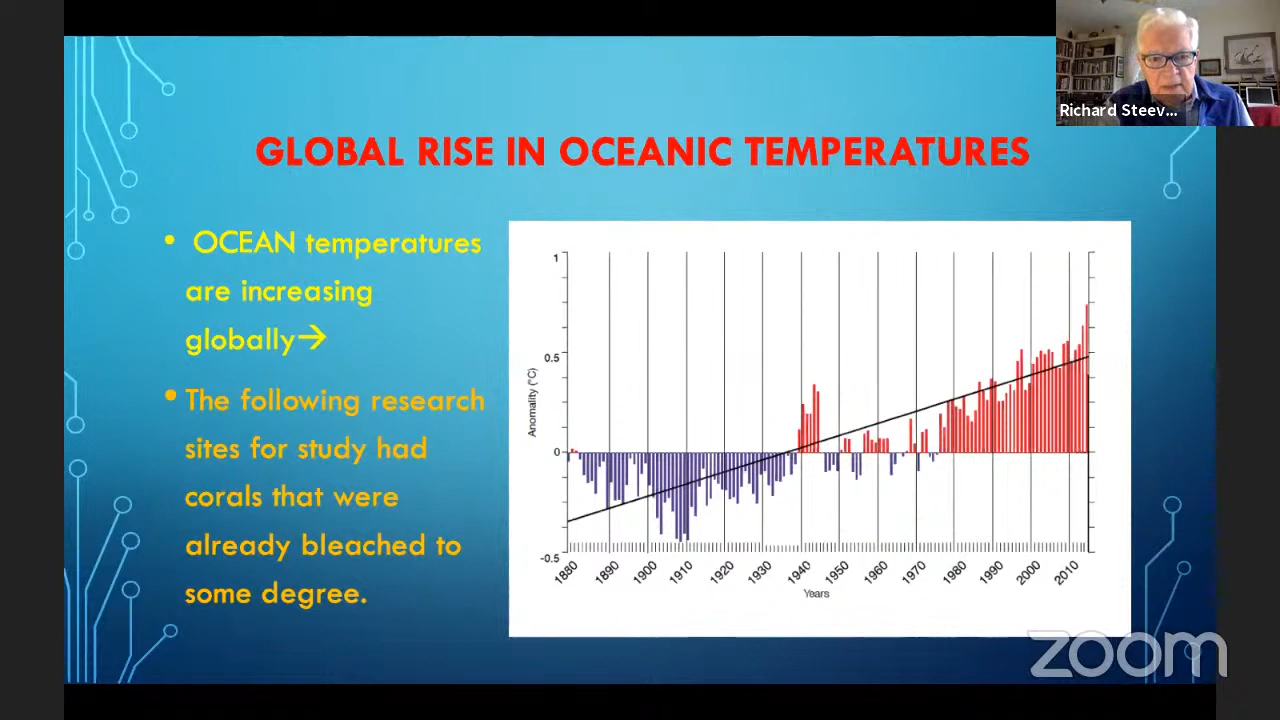 Richard Steev...
GLOBAL RISE IN OCEANIC TEMPERATURES
• OCEAN temperatures
are increasing
globally→
• The following research
sites for study had
corals that were
already bleached to
some degree.
1
0.5
0
-0.5
Anomality (°C)
1880 1890 1900 1910 1920 1930 1940 1950 1960 1970 1980 1990 2000 2010
Years
zoom